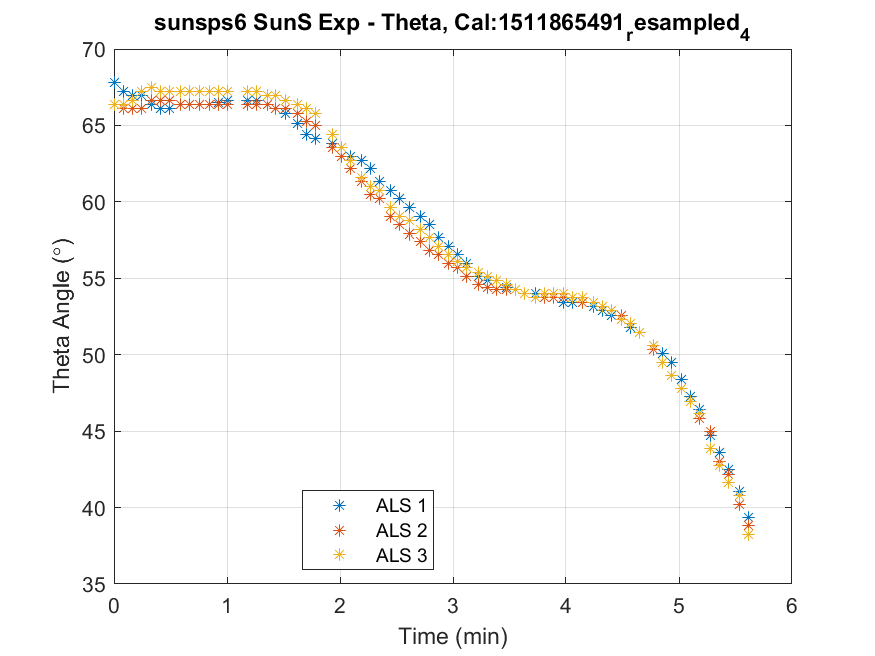 sunsps6 SunS Exp - Theta, Cal:1511865491_resampled_4
70
65
60
55
50
45
40
35
Theta Angle (°)
ALS 1
ALS 2
ALS 3
0 1 2 3 4 5 6
Time (min)